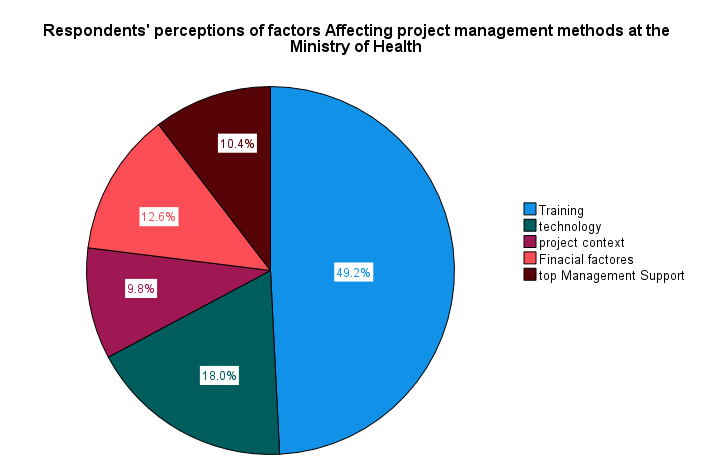 Respondents' perceptions of factors Affecting project management methods at the
Ministry of Health
10.4%
12.6%
49.2%
9.8%
18.0%
Training
technology
project context
Finacial factores
top Management Support